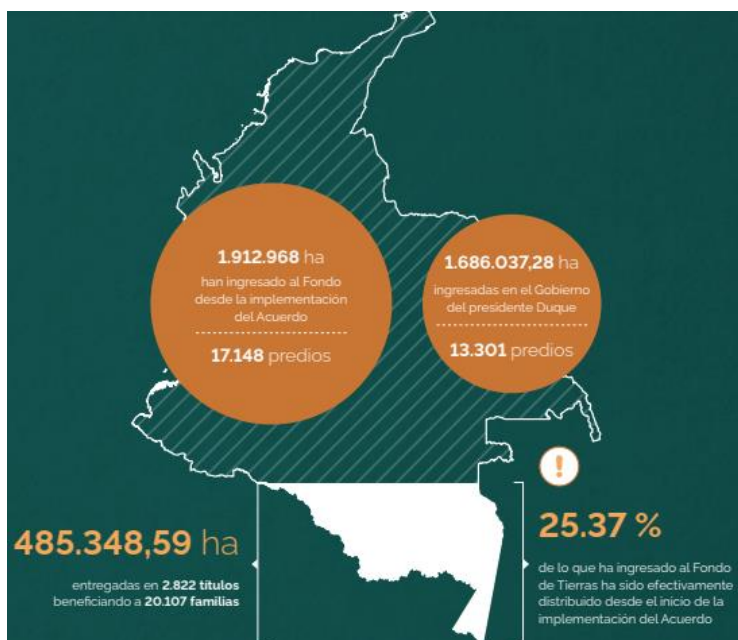 1.912.968 ha
han ingresado al Fondo
desde la implementación
del Acuerdo
17.148 predios
1.686.037,28 ha
ingresadas en el Gobierno
del presidente Duque
13.301 predios
485.348,59 ha
entregadas en 2.822 títulos
beneficiando a 20.107 familias
!
25.37 %
de lo que ha ingresado al Fondo
de Tierras ha sido efectivamente
distribuido desde el inicio de la
implementación del Acuerdo